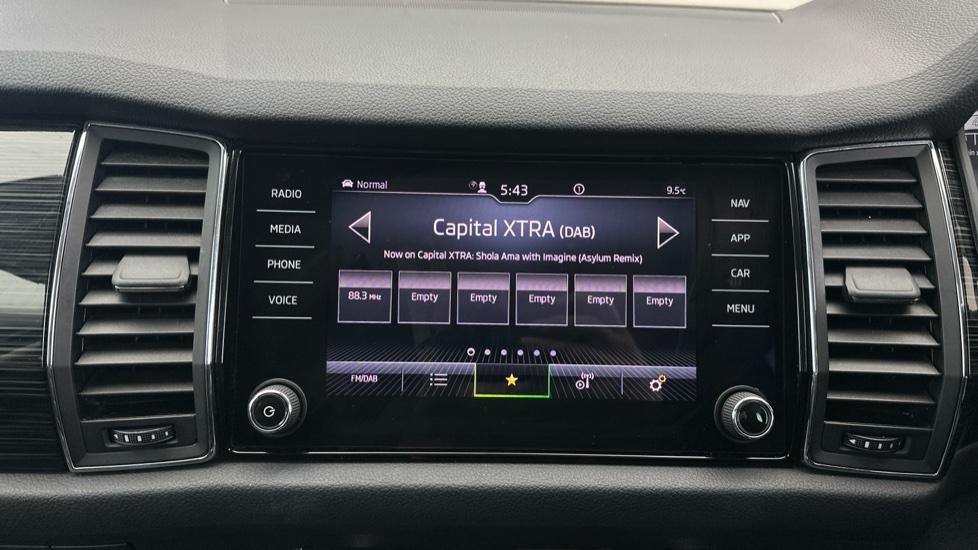 RADIO
MEDIA
PHONE
VOICE
Normal
5:43
1
9.5°C
Capital XTRA (DAB)
Now on Capital XTRA: Shola Ama with Imagine (Asylum Remix)
88.3 MHz
Empty
Empty
Empty
Empty
Empty
FM/DAB
NAV
APP
CAR
MENU